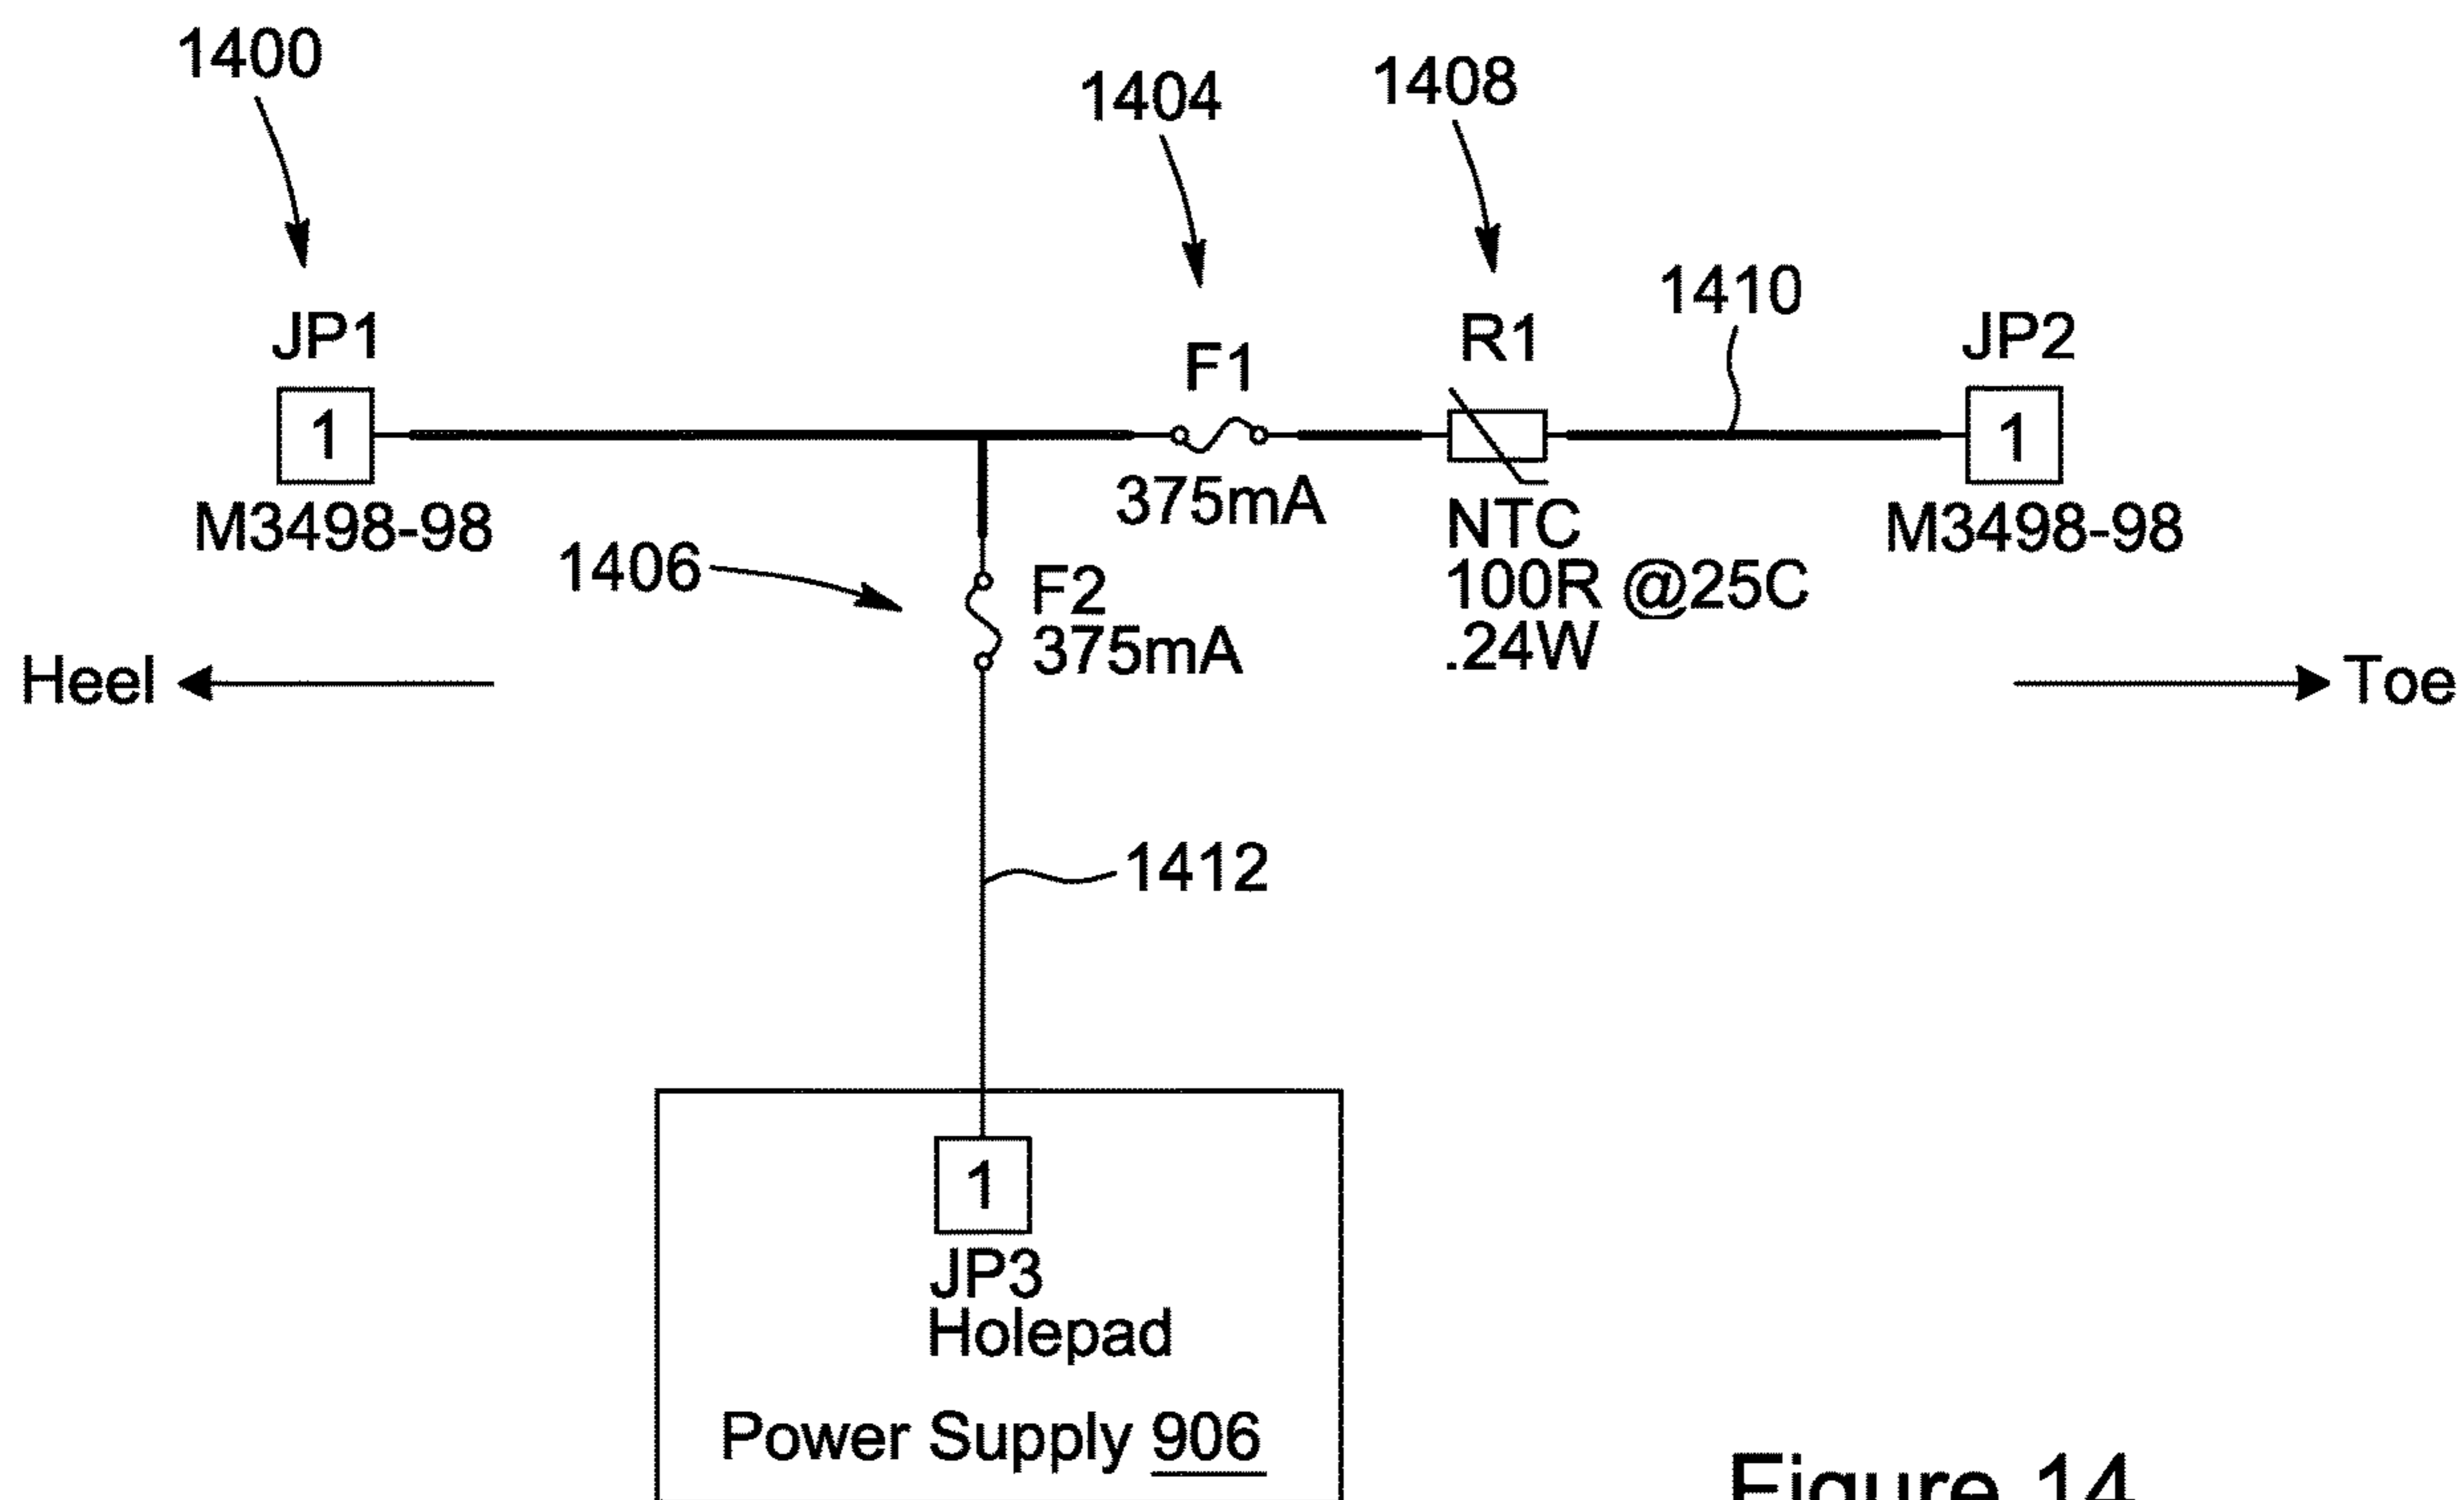 1400
1404
1408
1410
JP1
F1
R1
JP2
1
1
M3498-98
375mA
NTC
100R @25C
.24W
M3498-98
1406
F2
375mA
Heel
Toe
1412
1
JP3
Holepad
Power Supply 906
Figure 14